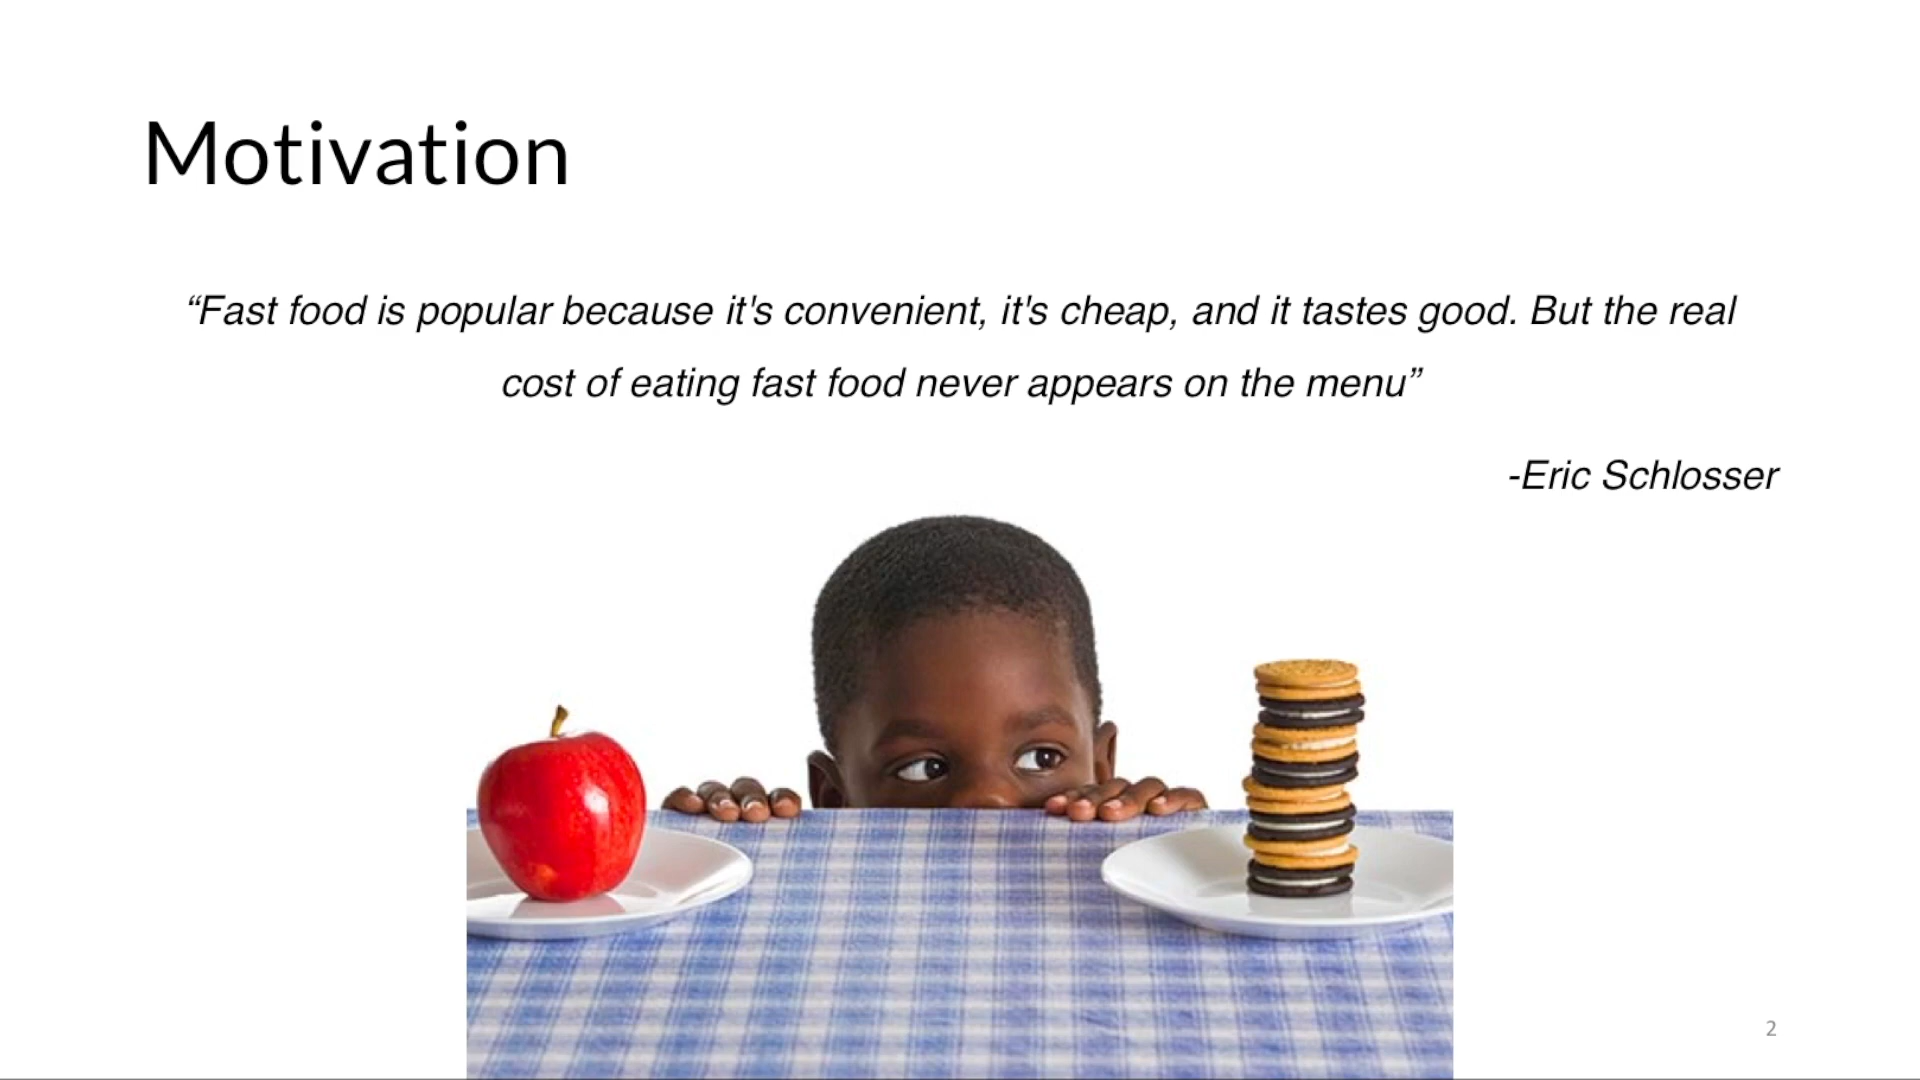 Motivation
“Fast food is popular because it's convenient, it's cheap, and it tastes good. But the real
cost of eating fast food never appears on the menu”
-Eric Schlosser
2